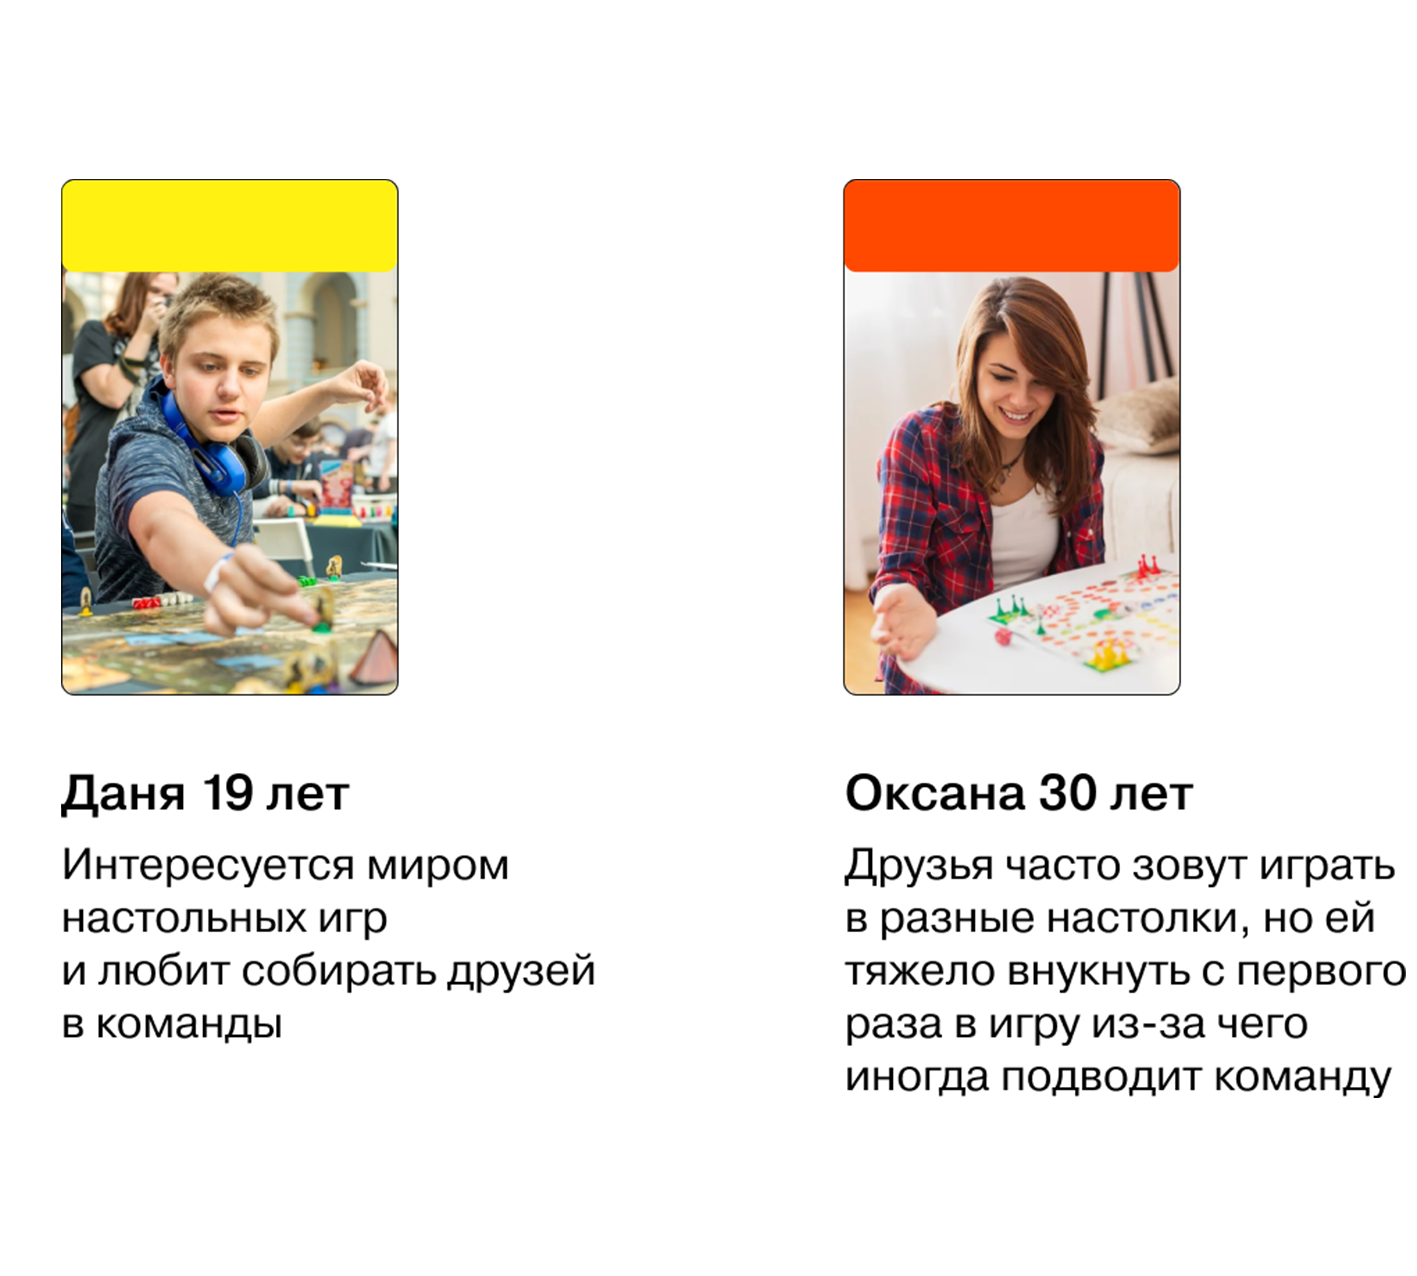 Даня 19 лет
Интересуется миром
настольных игр
и любит собирать друзей
в команды
Оксана 30 лет
Друзья часто зовут играть
в разные настолки, но ей
тяжело внукнуть с первого
раза в игру из-за чего
иногда подводит команду